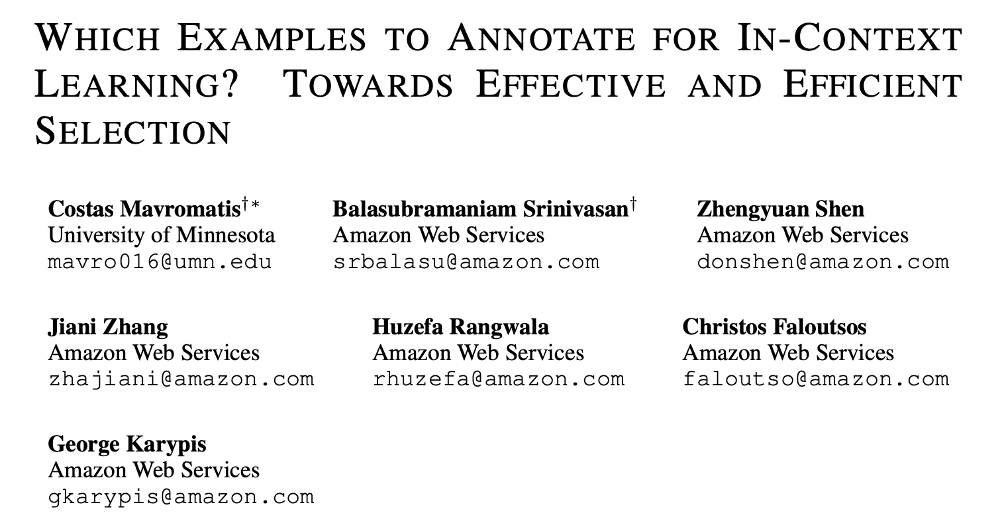 WHICH EXAMPLES TO ANNOTATE FOR IN-CONTEXT
LEARNING? TOWARDS EFFECTIVE AND EFFICIENT
SELECTION
Costas Mavromatis†* Balasubramaniam Srinivasan† Zhengyuan Shen
University of Minnesota Amazon Web Services Amazon Web Services
mavro016@umn.edu srbalasu@amazon.com donshen@amazon.com
Jiani Zhang Huzefa Rangwala Christos Faloutsos
Amazon Web Services Amazon Web Services Amazon Web Services
zhajiani@amazon.com rhuzefa@amazon.com faloutso@amazon.com
George Karypis
Amazon Web Services
gkarypis@amazon.com